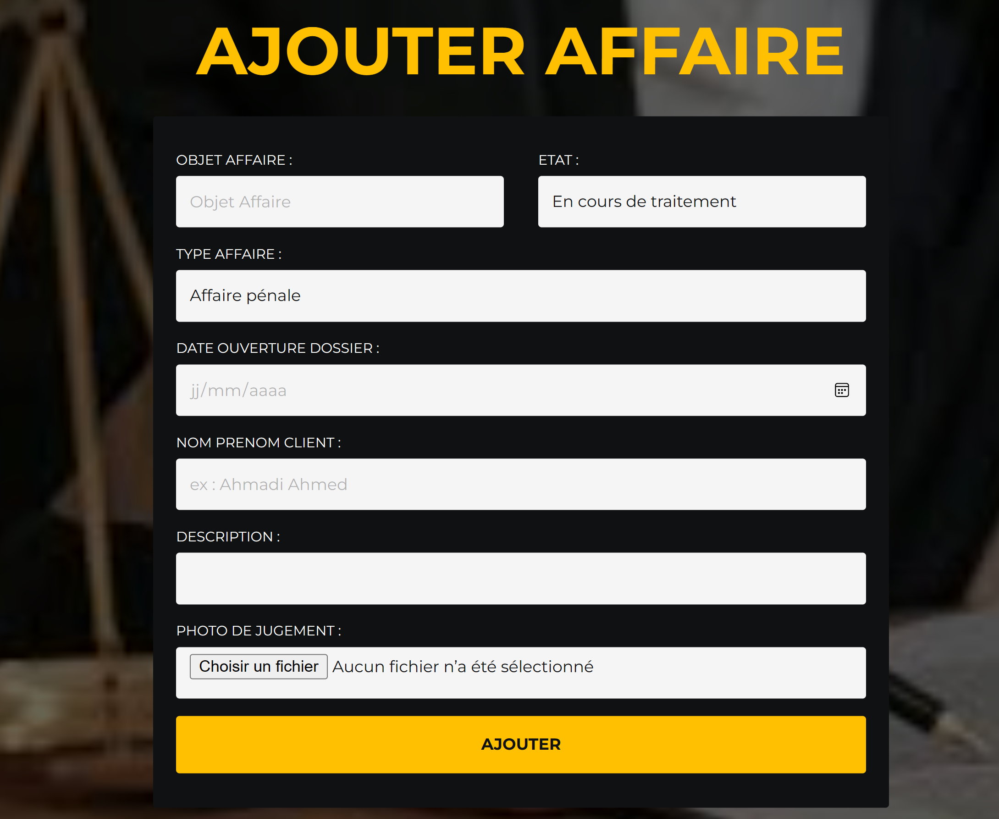 AJOUTER AFFAIRE
OBJET AFFAIRE :
ETAT :
Objet Affaire
En cours de traitement
TYPE AFFAIRE :
Affaire pénale
DATE OUVERTURE DOSSIER :
jj/mm/aaaa
NOM PRENOM CLIENT :
ex : Ahmadi Ahmed
DESCRIPTION :
PHOTO DE JUGEMENT :
Choisir un fichier Aucun fichier n’a été sélectionné
AJOUTER